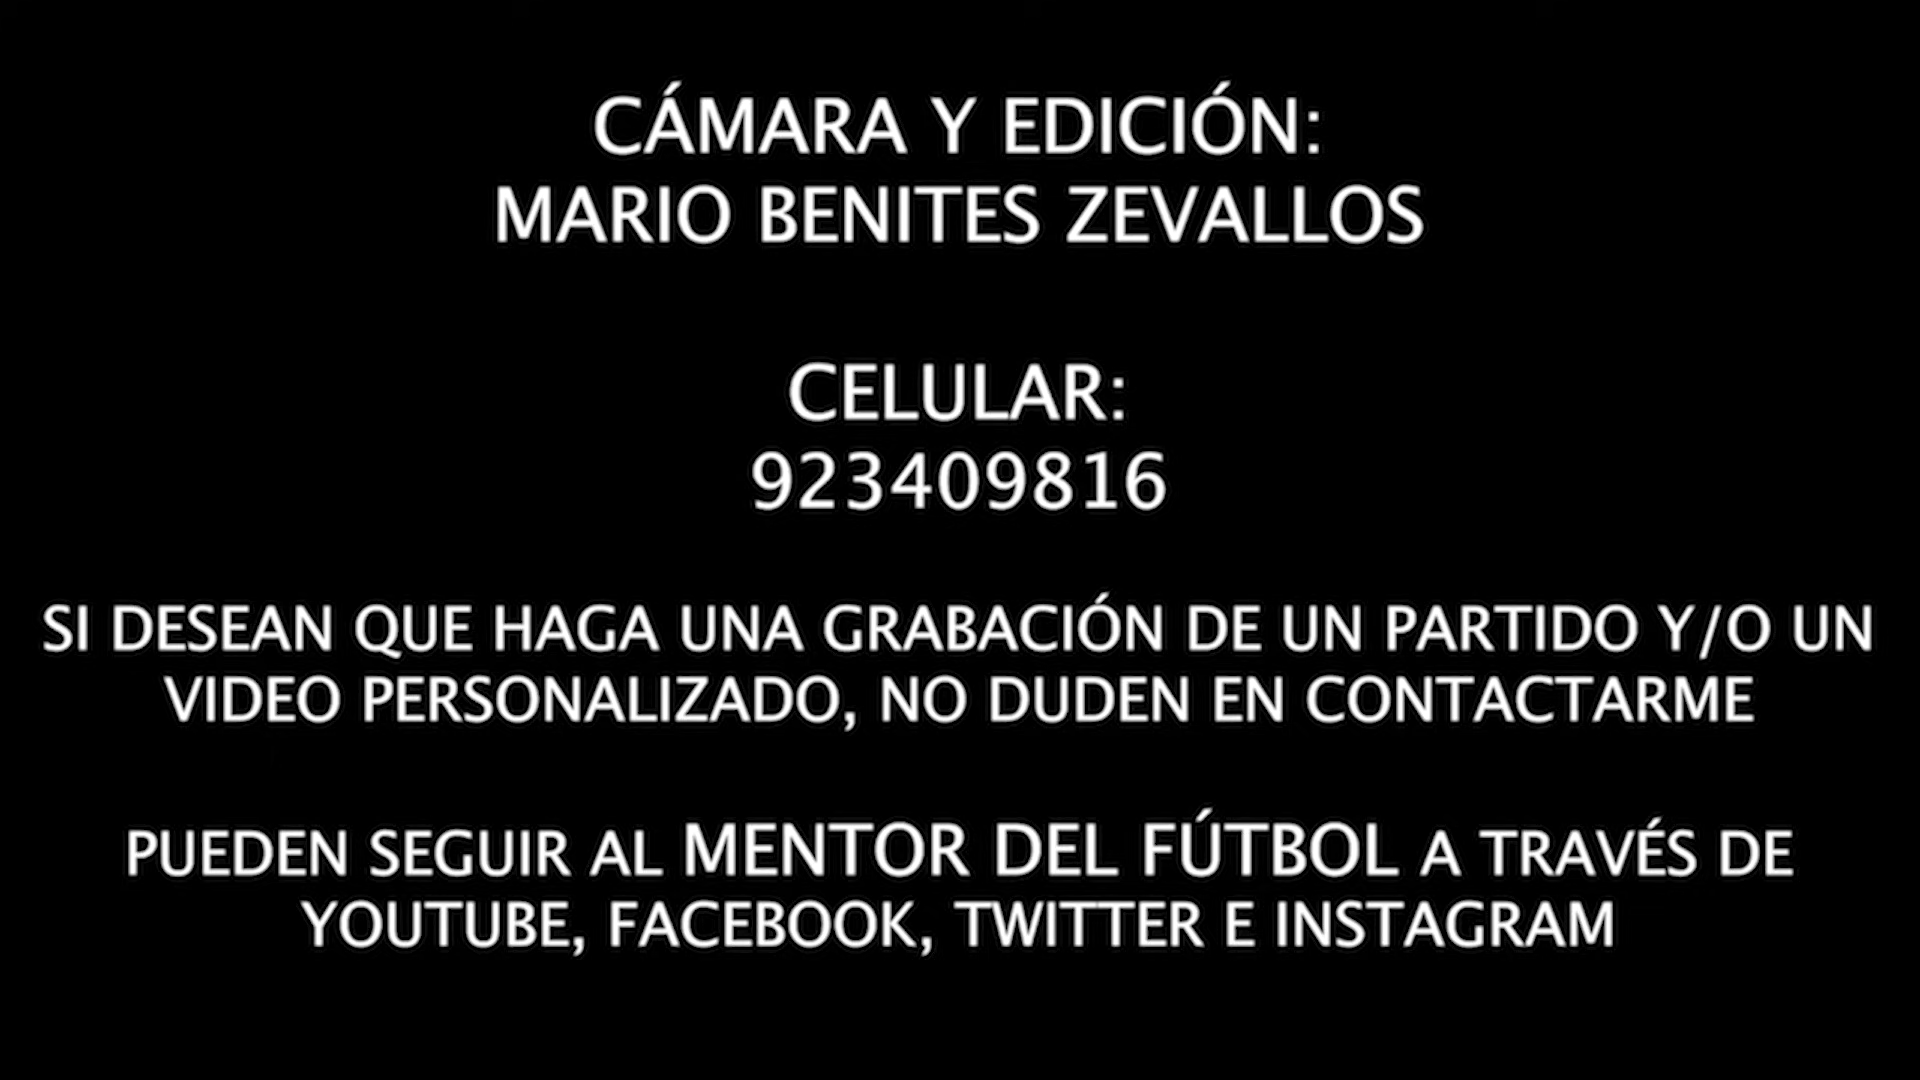 CÁMARA Y EDICIÓN:
MARIO BENITES ZEVALLOS
CELULAR:
923409816
SI DESEAN QUE HAGA UNA GRABACIÓN DE UN PARTIDO Y/O UN
VIDEO PERSONALIZADO, NO DUDEN EN CONTACTARME
PUEDEN SEGUIR AL MENTOR DEL FÚTBOL A TRAVÉS DE
YOUTUBE, FACEBOOK, TWITTER E INSTAGRAM